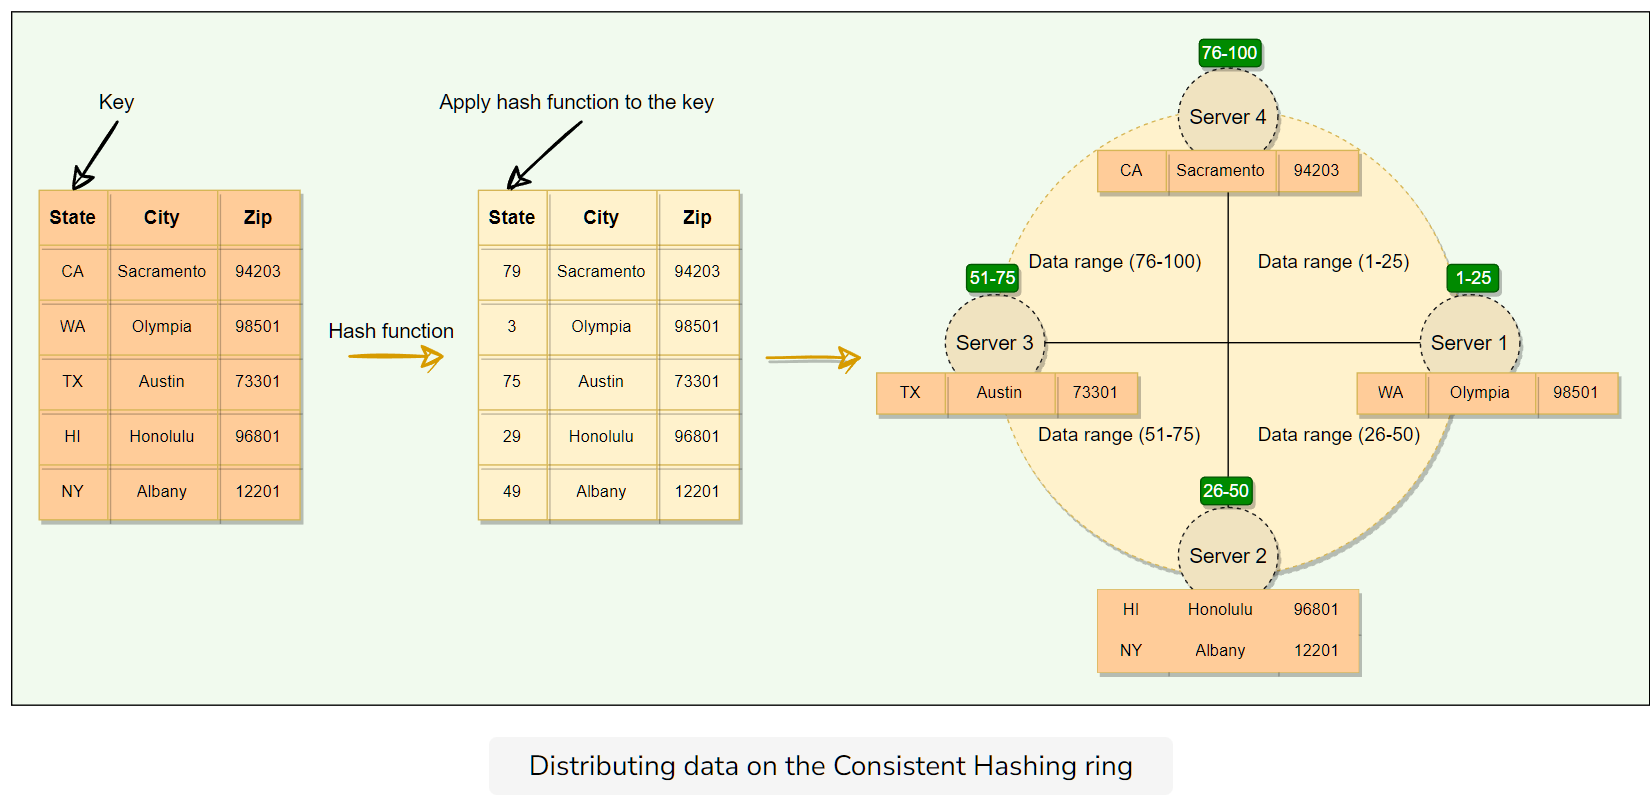 Key
State City Zip
CA Sacramento 94203
WA Olympia 98501
TX Austin 73301
HI Honolulu 96801
NY Albany 12201
Hash function
Apply hash function to the key
State City Zip
79 Sacramento 94203
3 Olympia 98501
75 Austin 73301
29 Honolulu 96801
49 Albany 12201
76-100
Server 4
CA Sacramento 94203
Data range (76-100)
Data range (1-25)
51-75
1-25
Server 3
Server 1
TX Austin 73301
WA Olympia 98501
Data range (51-75)
Data range (26-50)
26-50
Server 2
HI Honolulu 96801
NY Albany 12201
Distributing data on the Consistent Hashing ring